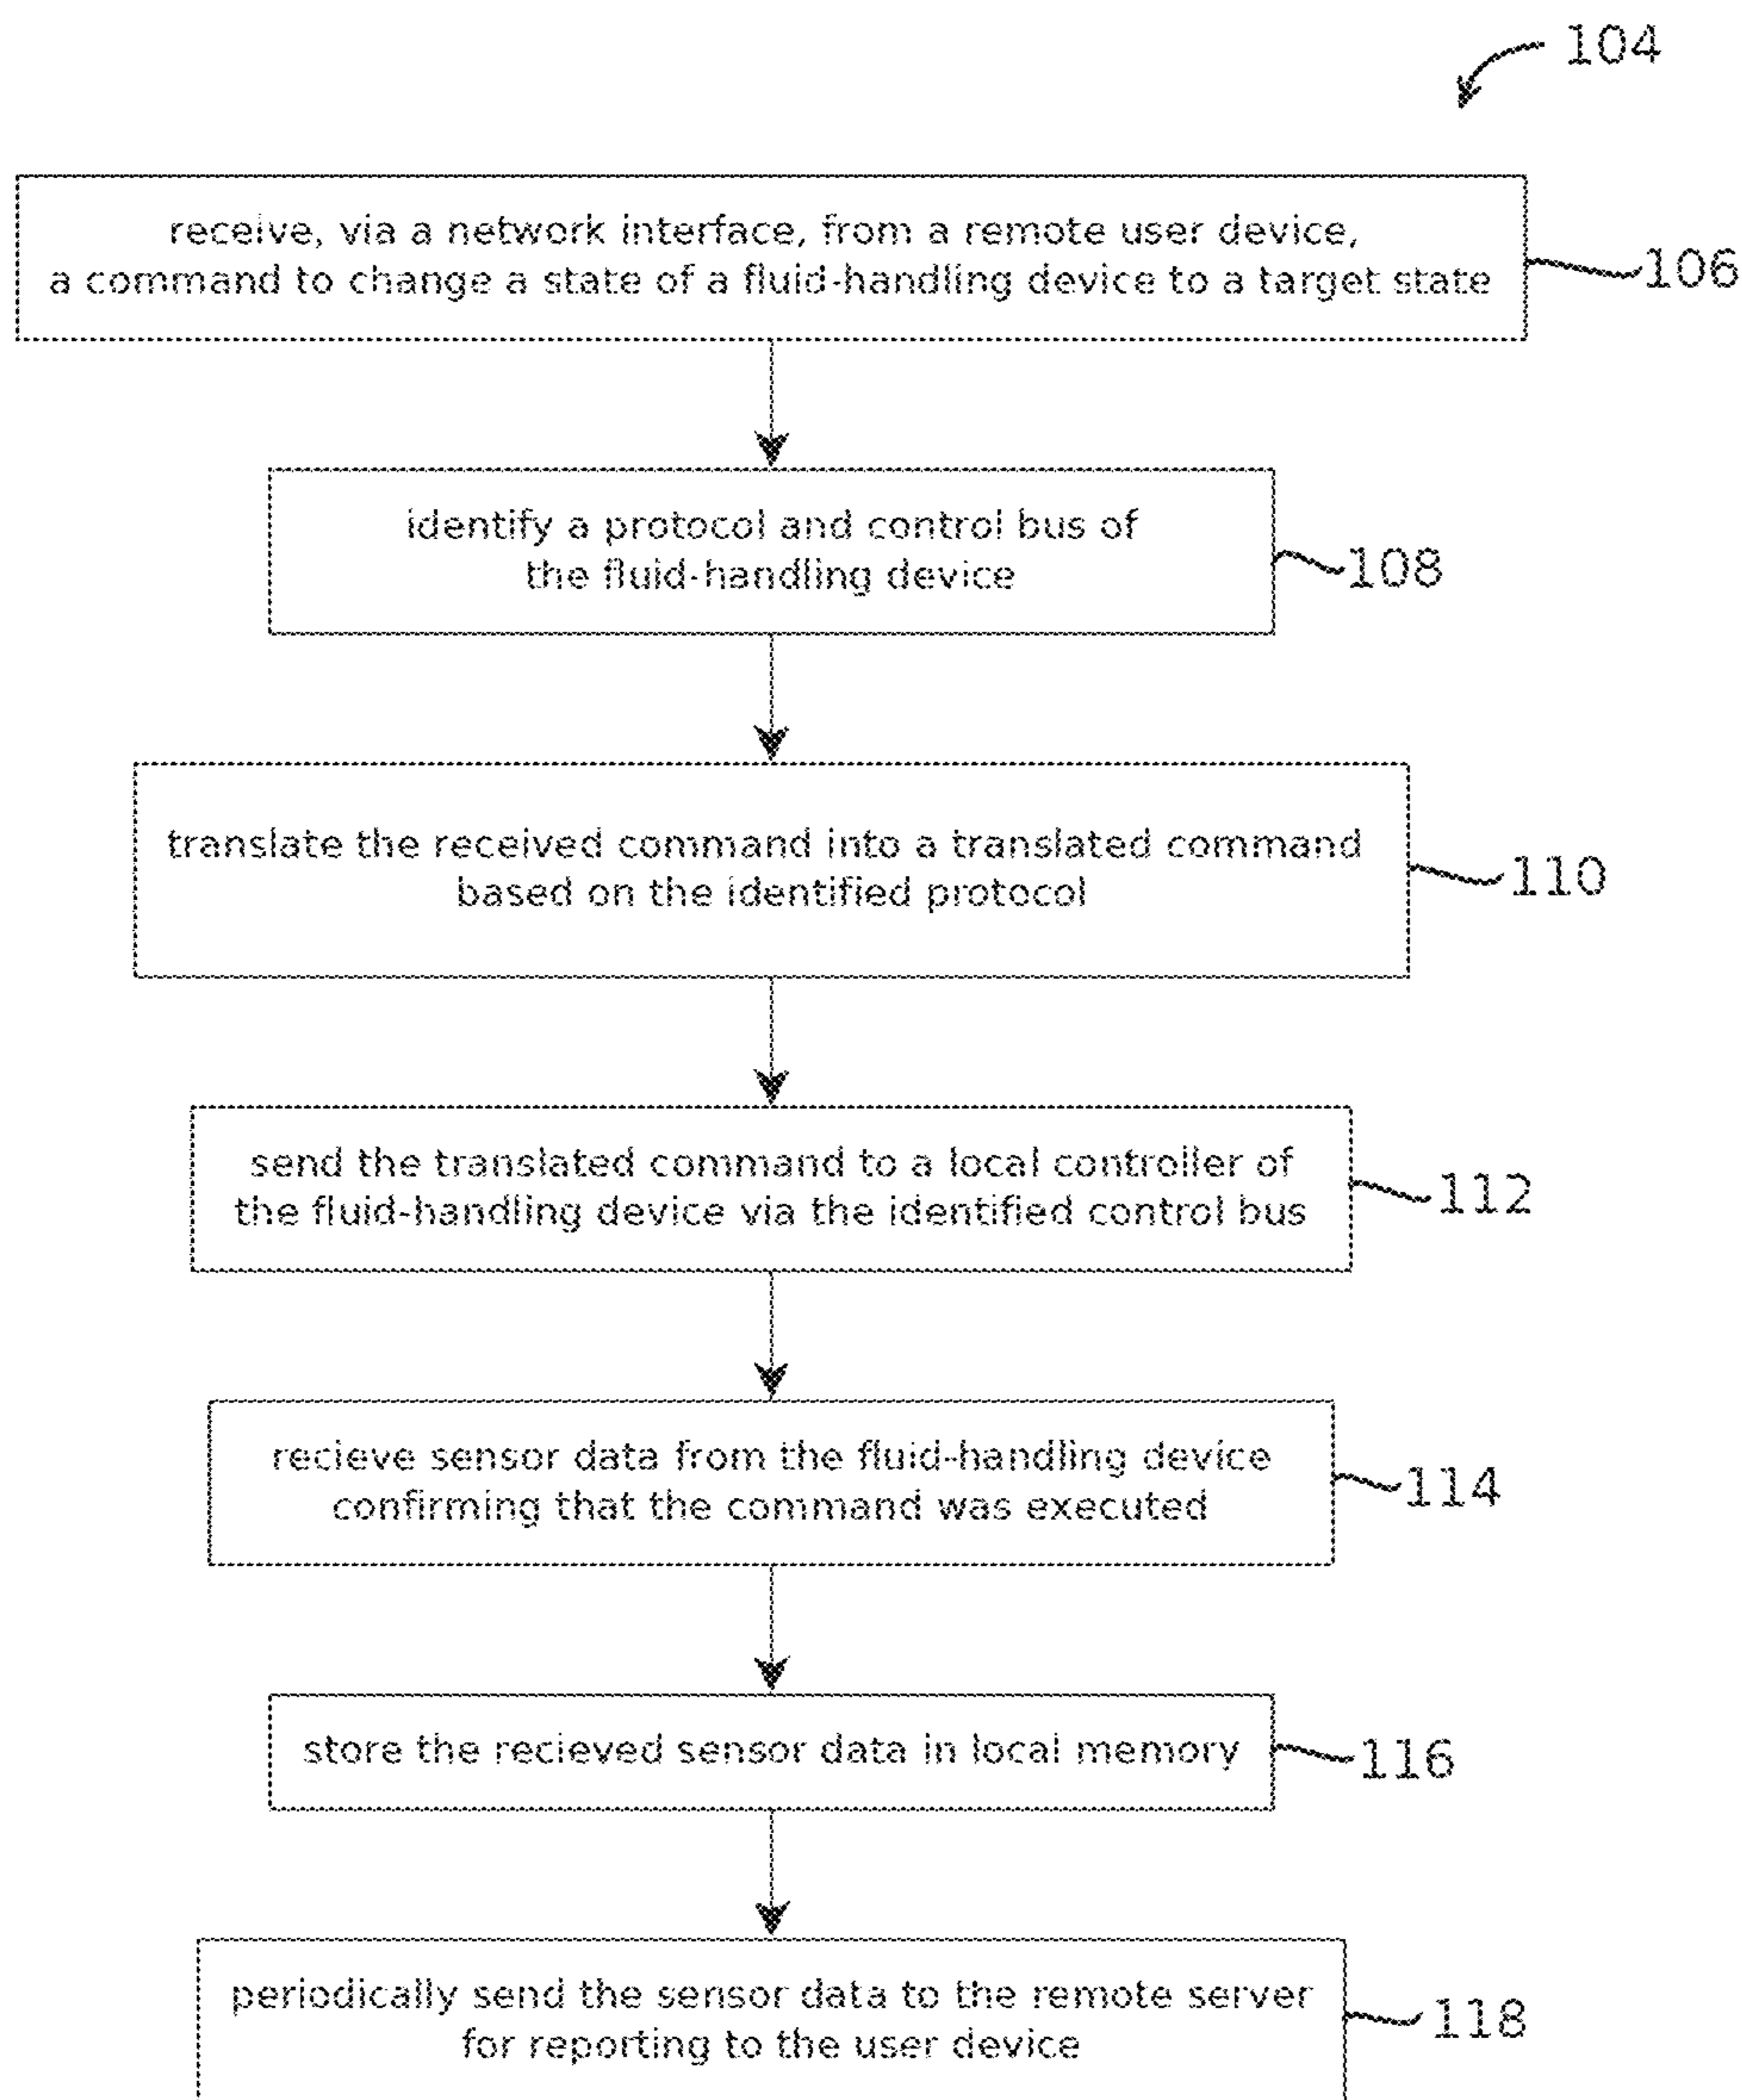 104
receive, via a network interface, from a remote user device,
a command to change a state of a fluid-handling device to a target state
106
identify a protocol and control bus of
the fluid-handling device
108
translate the received command into a translated command
based on the identified protocol
110
send the translated command to a local controller of
the fluid-handling device via the identified control bus
112
recieve sensor data from the fluid-handling device
confirming that the command was executed
114
store the recieved sensor data in local memory
116
periodically send the sensor data to the remote server
for reporting to the user device
118